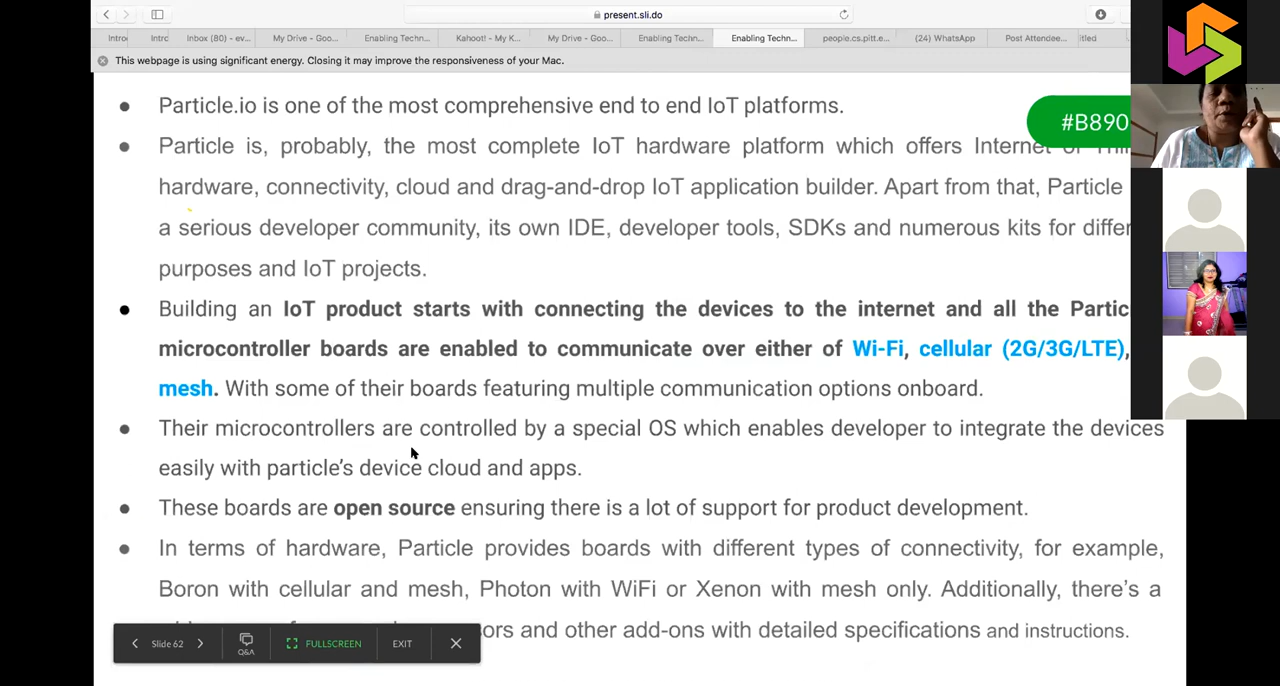 present.sli.do
Introd
Intro
Inbox (80) - ev...
My Drive - Goo...
Enabling Techn...
Kahoot! - My K...
My Drive - Goo...
Enabling Techn...
Enabling Techn...
people.cs.pitt.e...
(24) WhatsApp
Post Attendee...
itled
This webpage is using significant energy. Closing it may improve the responsiveness of your Mac.
#B890
● Particle.io is one of the most comprehensive end to end IoT platforms.
● Particle is, probably, the most complete IoT hardware platform which offers Internet
hardware, connectivity, cloud and drag-and-drop IoT application builder. Apart from that, Particle
a serious developer community, its own IDE, developer tools, SDKs and numerous kits for differ
purposes and IoT projects.
● Building an IoT product starts with connecting the devices to the internet and all the Partic
microcontroller boards are enabled to communicate over either of Wi-Fi, cellular (2G/3G/LTE),
mesh. With some of their boards featuring multiple communication options onboard.
● Their microcontrollers are controlled by a special OS which enables developer to integrate the devices
easily with particle's device cloud and apps.
● These boards are open source ensuring there is a lot of support for product development.
● In terms of hardware, Particle provides boards with different types of connectivity, for example,
Boron with cellular and mesh, Photon with WiFi or Xenon with mesh only. Additionally, there's a
sors and other add-ons with detailed specifications and instructions.
Slide 62
Q&A
FULLSCREEN
EXIT